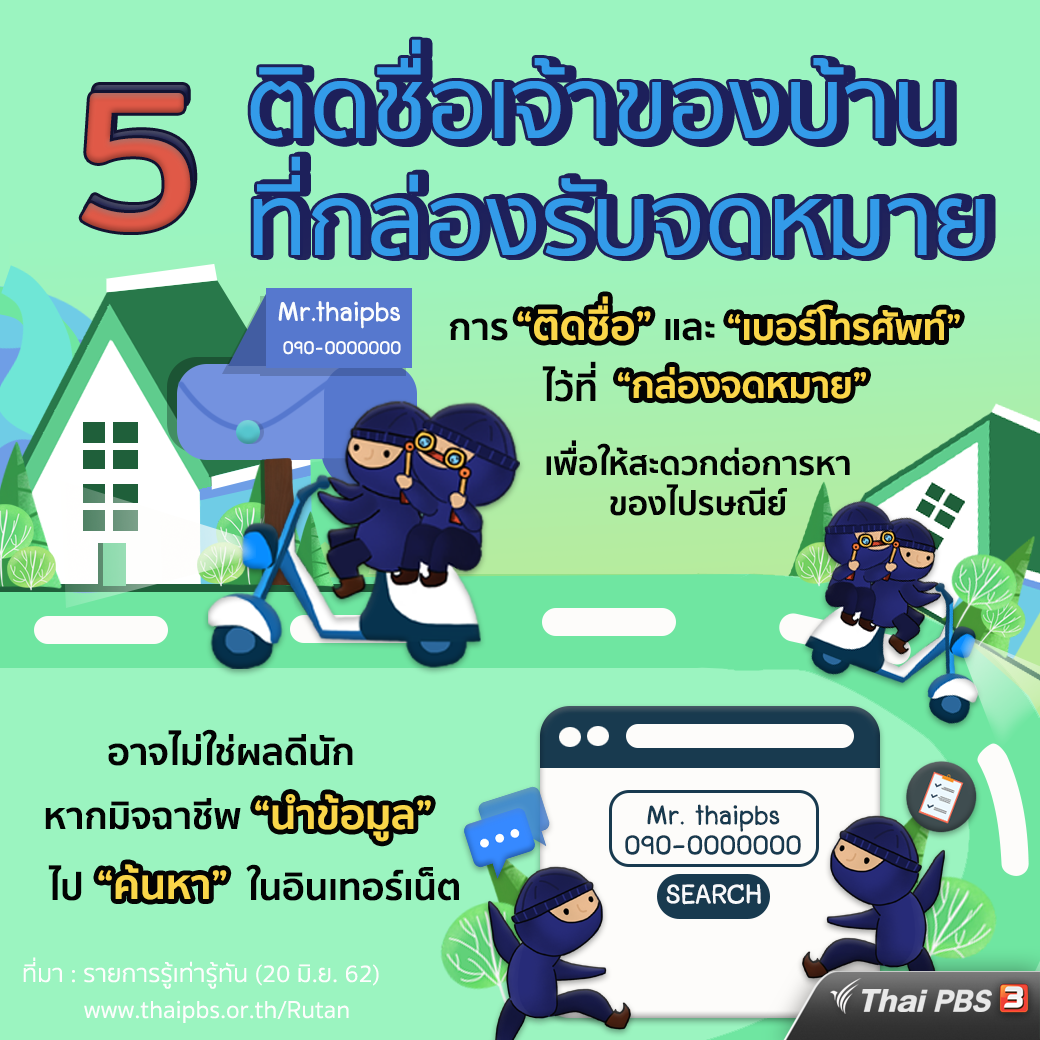 5
ติดชื่อเจ้าของบ้าน
ที่กล่องรับจดหมาย
Mr.thaipbs
090-0000000
การ “ติดชื่อ” และ “เบอร์โทรศัพท์”
ไว้ที่ “กล่องจดหมาย”
เพื่อให้สะดวกต่อการหา
ของไปรษณีย์
อาจไม่ใช่ผลดีนัก
หากมิจฉาชีพ “นำข้อมูล”
ไป “ค้นหา” ในอินเทอร์เน็ต
Mr. thaipbs
090-0000000
SEARCH
ที่มา : รายการรู้เท่ารู้ทัน (20 มิ.ย. 62)
www.thaipbs.or.th/Rutan
Thai PBS 3